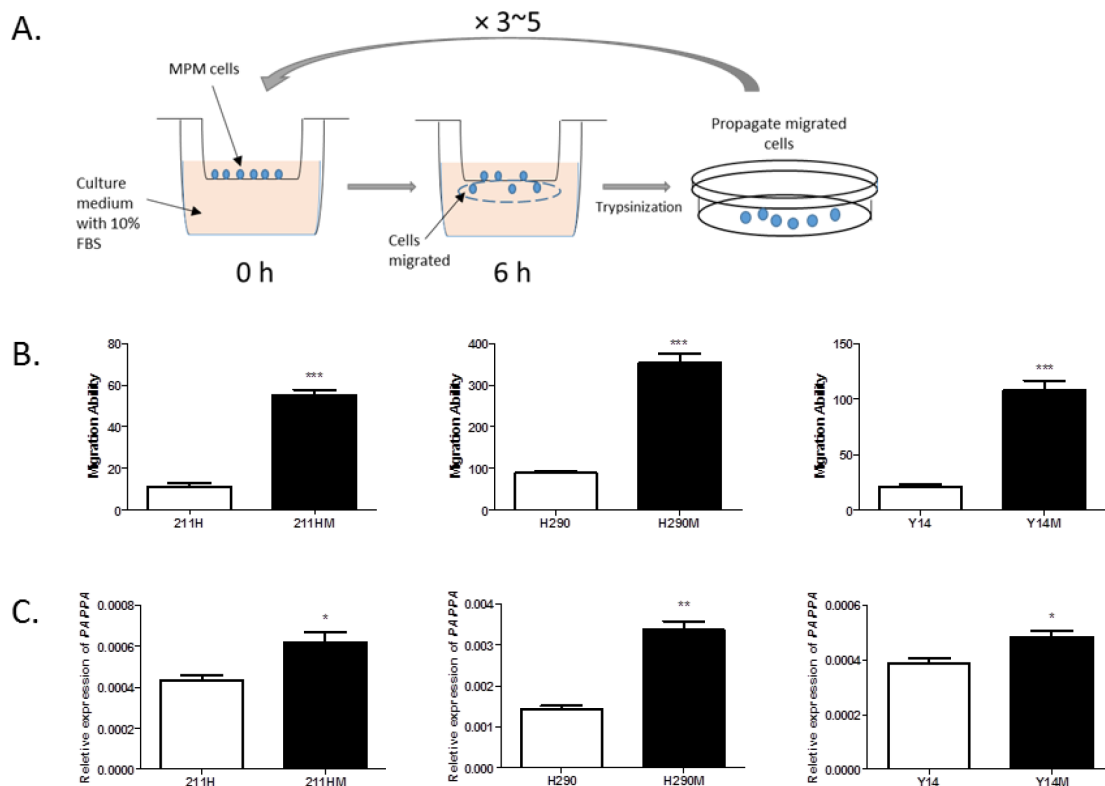 A.
× 3~5
MPM cells
Culture
medium
with 10%
FBS
Cells
migrated
0 h
6 h
Trypsinization
Propagate migrated
cells
B.
Migration Ability
80
60
40
20
0
***
211H
211HM
Migration Ability
400
300
200
100
0
***
H290
H290M
Migration Ability
150
100
50
0
***
Y14
Y14M
C.
Reletive expression of PAPPA
0.0008
0.0006
0.0004
0.0002
0.0000
*
211H
211HM
Reletive expression of PAPPA
0.004
0.003
0.002
0.001
0.000
**
H290
H290M
Reletive expression of PAPPA
0.0006
0.0004
0.0002
0.0000
*
Y14
Y14M